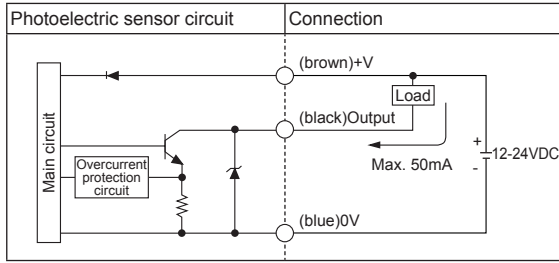 Photoelectric sensor circuit
Connection
(brown)+V
Load
(black)Output
Main circuit
Max. 50mA
+
12-24VDC
-
Overcurrent
protection
circuit
(blue)0V